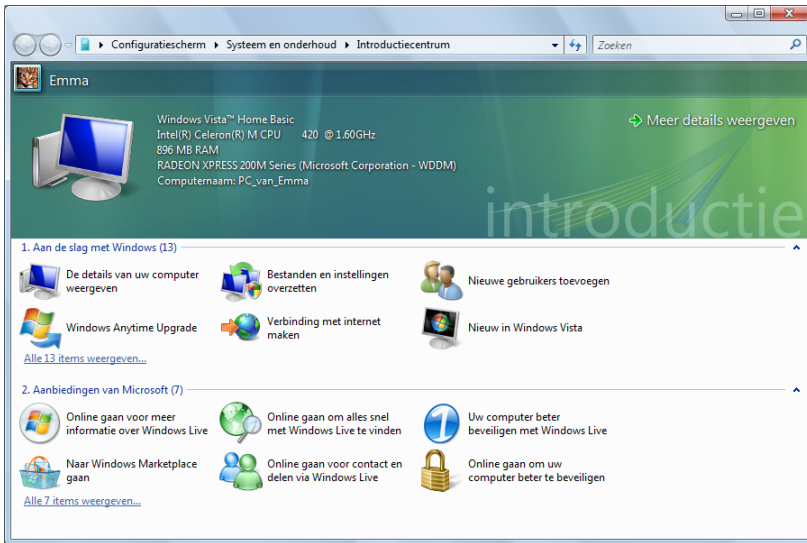 Configuratiescherm ▸ Systeem en onderhoud ▸ Introductiecentrum
Zoeken
Emma
Windows Vista™ Home Basic
Intel(R) Celeron(R) M CPU 420 @ 1.60GHz
896 MB RAM
RADEON XPRESS 200M Series (Microsoft Corporation - WDDM)
Computernaam: PC_van_Emma
Meer details weergeven
introductie
1. Aan de slag met Windows (13)
De details van uw computer
weergeven
Bestanden en instellingen
overzetten
Nieuwe gebruikers toevoegen
Windows Anytime Upgrade
Verbinding met internet
maken
Nieuw in Windows Vista
Alle 13 items weergeven...
2. Aanbiedingen van Microsoft (7)
Online gaan voor meer
informatie over Windows Live
Online gaan om alles snel
met Windows Live te vinden
Uw computer beter
beveiligen met Windows Live
Naar Windows Marketplace
gaan
Online gaan voor contact en
delen via Windows Live
Online gaan om uw
computer beter te beveiligen
Alle 7 items weergeven...